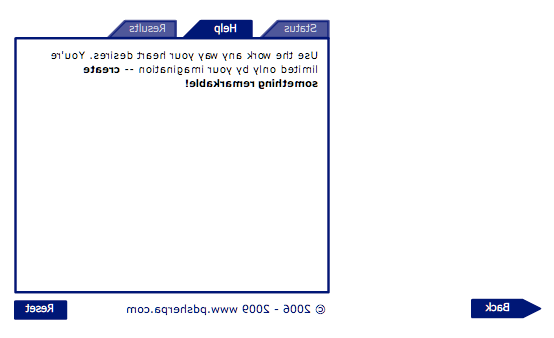 Status Help Results
Use the work any way your heart desires. You're
limited only by your imagination -- create
something remarkable!
Back © 2006 - 2009 www.pdsherpa.com Reset